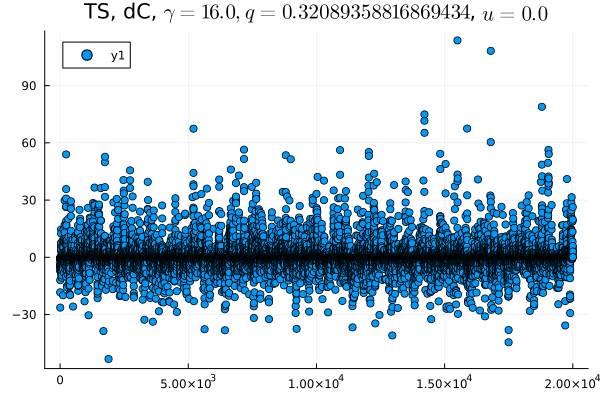 TS, dC, γ = 16.0, q = 0.32089358816869434, u = 0.0
y1
90
60
30
0
−30
0 5.00×10³ 1.00×10⁴ 1.50×10⁴ 2.00×10⁴